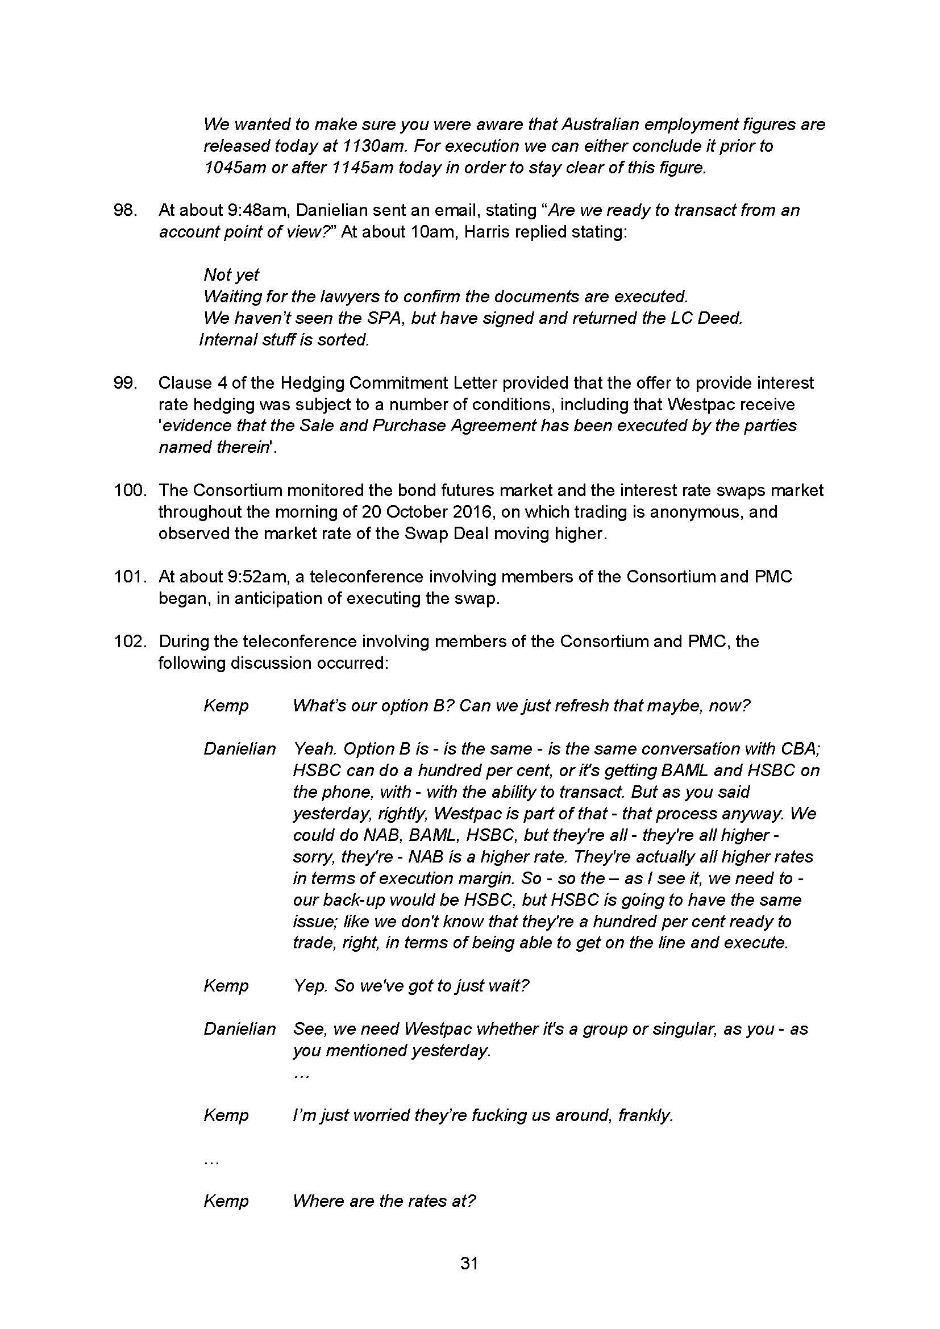 We wanted to make sure you were aware that Australian employment figures are
released today at 1130am. For execution we can either conclude it prior to
1045am or after 1145am today in order to stay clear of this figure.
98. At about 9:48am, Danielian sent an email, stating “Are we ready to transact from an
account point of view?” At about 10am, Harris replied stating:
Not yet
Waiting for the lawyers to confirm the documents are executed.
We haven’t seen the SPA, but have signed and returned the LC Deed.
Internal stuff is sorted.
99. Clause 4 of the Hedging Commitment Letter provided that the offer to provide interest
rate hedging was subject to a number of conditions, including that Westpac receive
'evidence that the Sale and Purchase Agreement has been executed by the parties
named therein'.
100. The Consortium monitored the bond futures market and the interest rate swaps market
throughout the morning of 20 October 2016, on which trading is anonymous, and
observed the market rate of the Swap Deal moving higher.
101. At about 9:52am, a teleconference involving members of the Consortium and PMC
began, in anticipation of executing the swap.
102. During the teleconference involving members of the Consortium and PMC, the
following discussion occurred:
Kemp What’s our option B? Can we just refresh that maybe, now?
Danielian Yeah. Option B is - is the same - is the same conversation with CBA;
HSBC can do a hundred per cent, or it's getting BAML and HSBC on
the phone, with - with the ability to transact. But as you said
yesterday, rightly, Westpac is part of that - that process anyway. We
could do NAB, BAML, HSBC, but they're all - they're all higher -
sorry, they're - NAB is a higher rate. They're actually all higher rates
in terms of execution margin. So - so the – as I see it, we need to -
our back-up would be HSBC, but HSBC is going to have the same
issue; like we don't know that they're a hundred per cent ready to
trade, right, in terms of being able to get on the line and execute.
Kemp Yep. So we've got to just wait?
Danielian See, we need Westpac whether it's a group or singular, as you - as
you mentioned yesterday.
…
Kemp I’m just worried they’re fucking us around, frankly.
…
Kemp Where are the rates at?
31